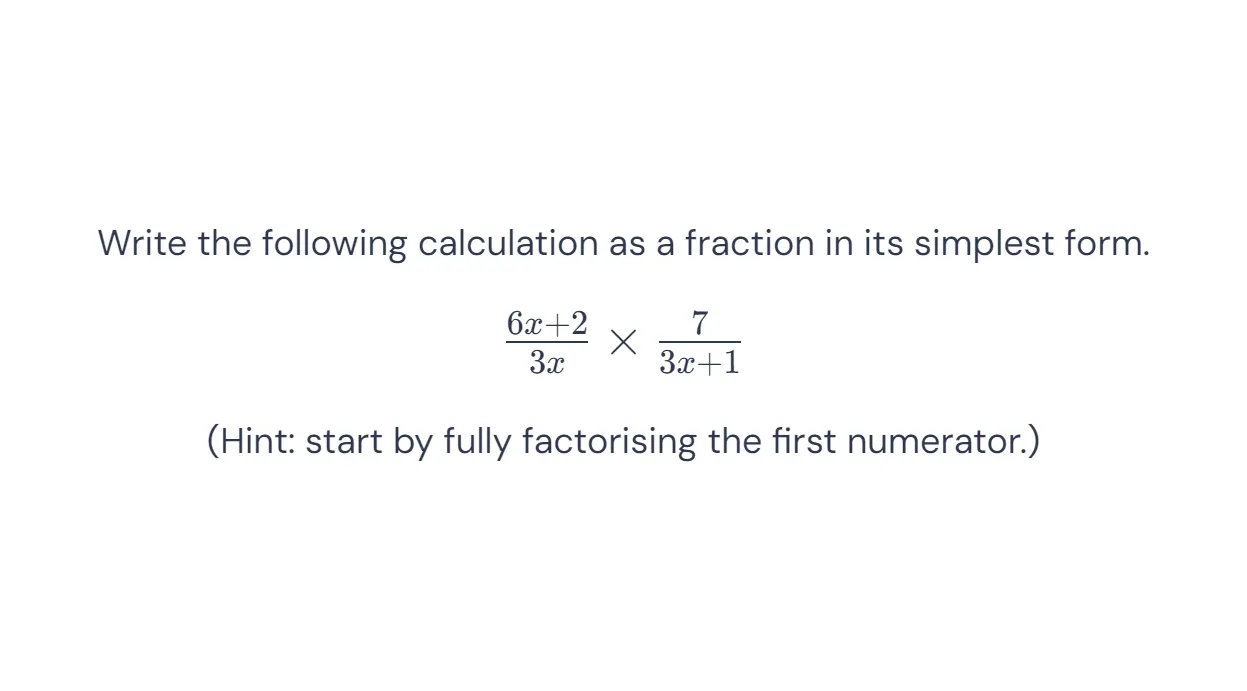 Write the following calculation as a fraction in its simplest form.
\frac{6x+2}{3x} \times \frac{7}{3x+1}
(Hint: start by fully factorising the first numerator.)